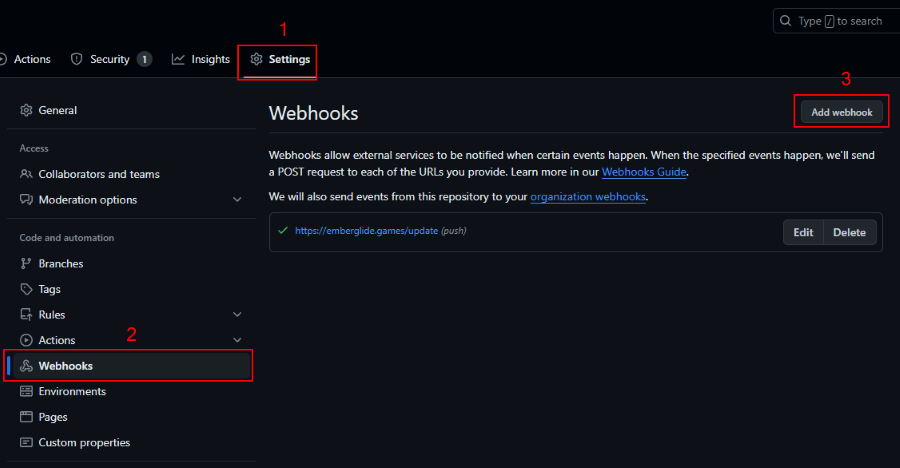 1
Type / to search
Actions
Security 1
Insights
Settings
General
Access
Collaborators and teams
Moderation options
Code and automation
Branches
Tags
Rules
Actions
2
Webhooks
Environments
Pages
Custom properties
Webhooks
3
Add webhook
Webhooks allow external services to be notified when certain events happen. When the specified events happen, we'll send
a POST request to each of the URLs you provide. Learn more in our Webhooks Guide.
We will also send events from this repository to your organization webhooks.
https://emberglide.games/update (push)
Edit
Delete